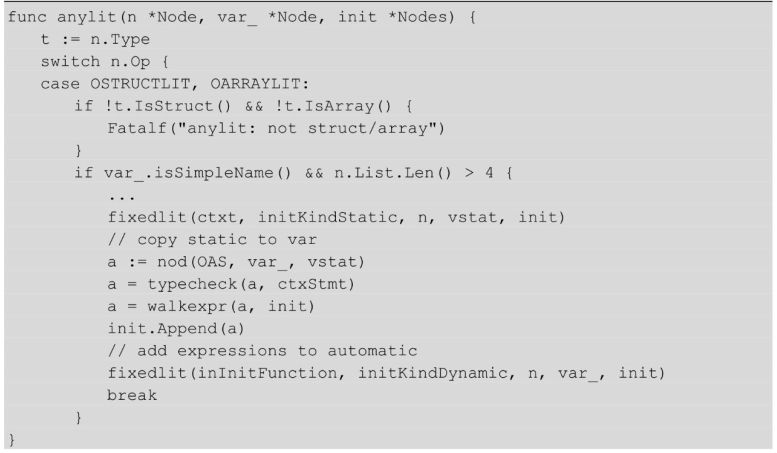 func anylit(n *Node, var_ *Node, init *Nodes) {
    t := n.Type
    switch n.Op {
    case OSTRUCTLIT, OARRAYLIT:
        if !t.IsStruct() && !t.IsArray() {
            Fatalf("anylit: not struct/array")
        }
        if var_.isSimpleName() && n.List.Len() > 4 {
            ...
            fixedlit(ctxt, initKindStatic, n, vstat, init)
            // copy static to var
            a := nod(OAS, var_, vstat)
            a = typecheck(a, ctxStmt)
            a = walkexpr(a, init)
            init.Append(a)
            // add expressions to automatic
            fixedlit(inInitFunction, initKindDynamic, n, var_, init)
            break
        }
}